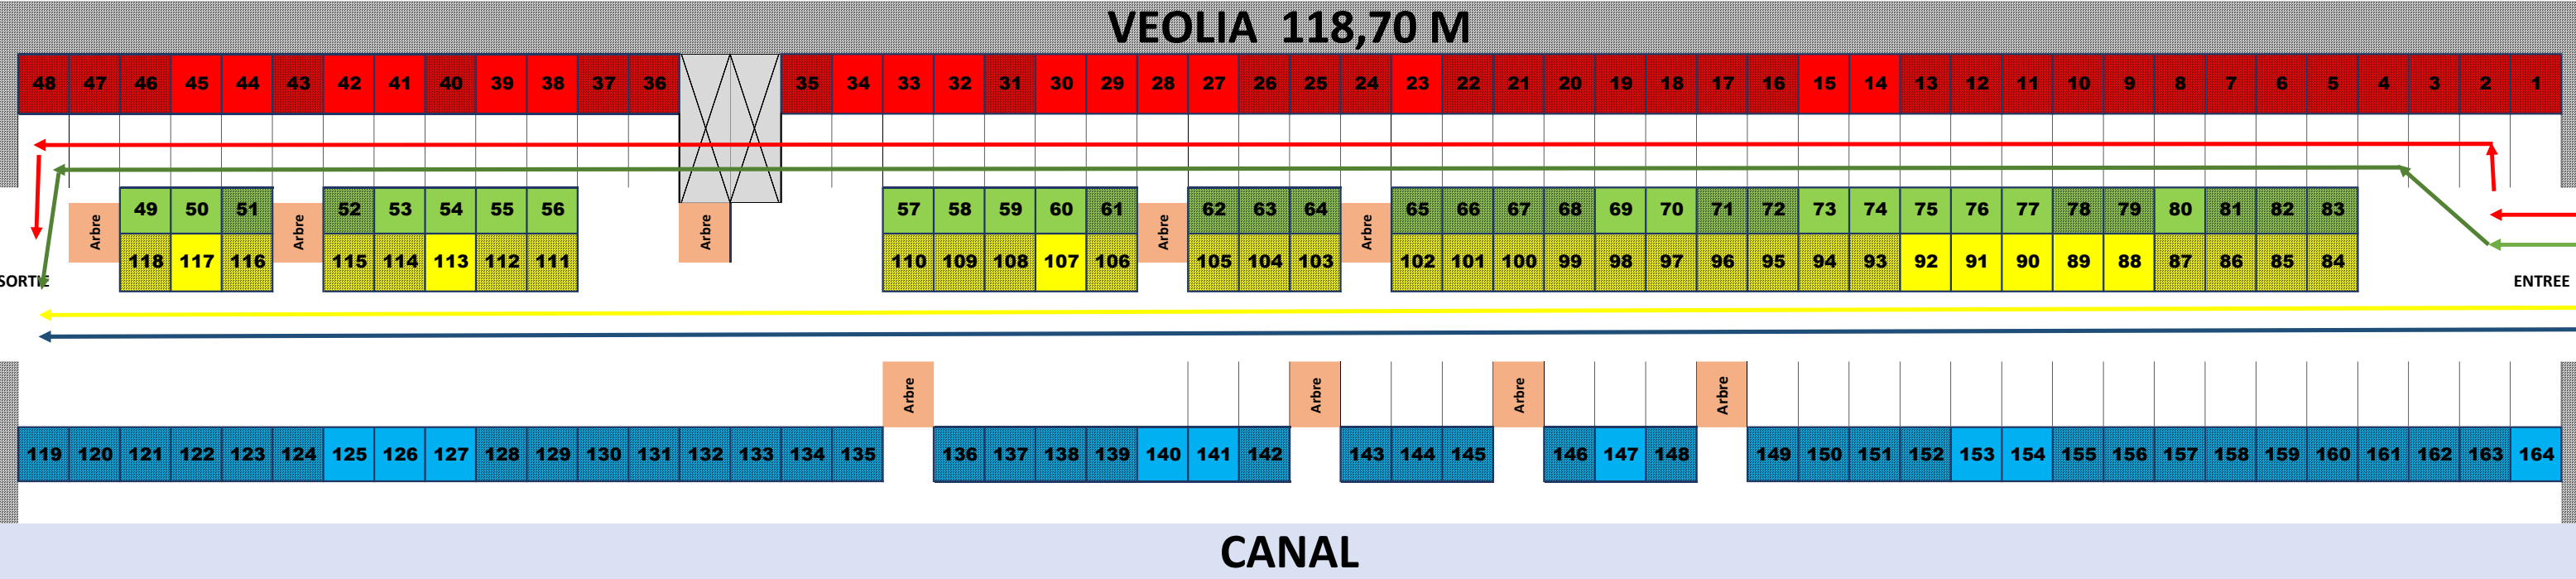 VEOLIA 118,70 M
48 47 46 45 44 43 42 41 40 39 38 37 36 35 34 33 32 31 30 29 28 27 26 25 24 23 22 21 20 19 18 17 16 15 14 13 12 11 10 9 8 7 6 5 4 3 2 1
Arbre 49 50 51 Arbre 52 53 54 55 56 Arbre 57 58 59 60 61 Arbre 62 63 64 Arbre 65 66 67 68 69 70 71 72 73 74 75 76 77 78 79 80 81 82 83
118 117 116 115 114 113 112 111 110 109 108 107 106 105 104 103 102 101 100 99 98 97 96 95 94 93 92 91 90 89 88 87 86 85 84
SORTIE ENTREE
Arbre Arbre Arbre Arbre
119 120 121 122 123 124 125 126 127 128 129 130 131 132 133 134 135 136 137 138 139 140 141 142 143 144 145 146 147 148 149 150 151 152 153 154 155 156 157 158 159 160 161 162 163 164
CANAL